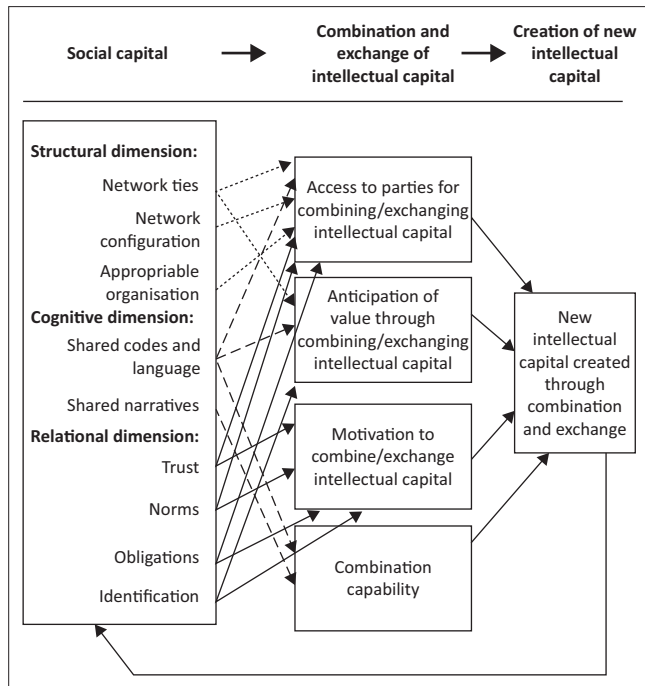 Social capital
Combination and
exchange of
intellectual capital
Creation of new
intellectual
capital
Structural dimension:
Network ties
Network
configuration
Appropriable
organisation
Cognitive dimension:
Shared codes and
language
Shared narratives
Relational dimension:
Trust
Norms
Obligations
Identification
Access to parties for
combining/exchanging
intellectual capital
Anticipation of
value through
combining/exchanging
intellectual capital
Motivation to
combine/exchange
intellectual capital
Combination
capability
New
intellectual
capital created
through
combination
and exchange